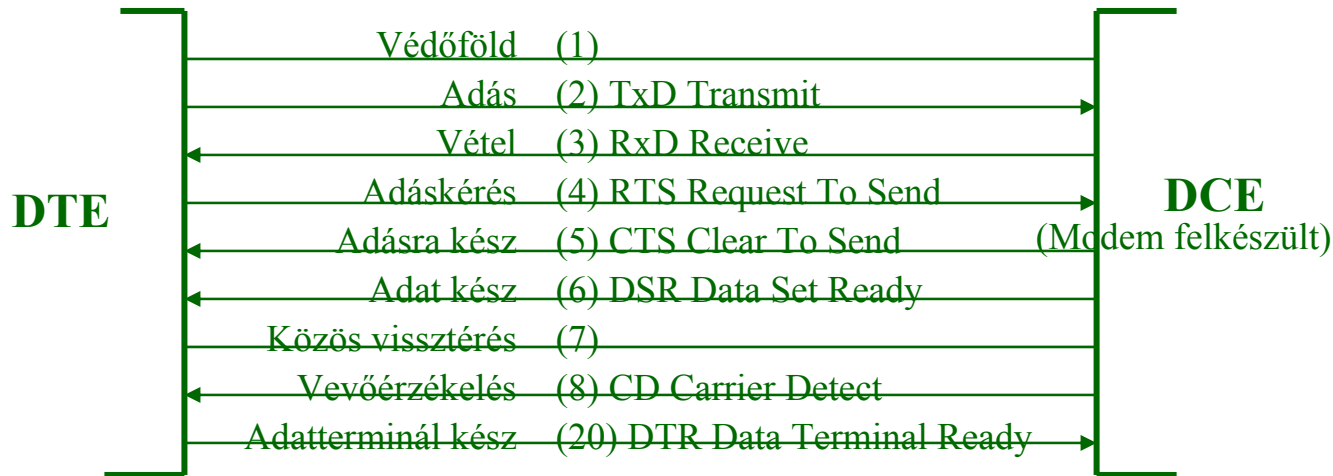 Védőföld (1)
Adás (2) TxD Transmit
Vétel (3) RxD Receive
Adáskérés (4) RTS Request To Send
DTE
DCE
Adásra kész (5) CTS Clear To Send
(Modem felkészült)
Adat kész (6) DSR Data Set Ready
Közös vissztérés (7)
Vevőérzékelés (8) CD Carrier Detect
Adatterminál kész (20) DTR Data Terminal Ready